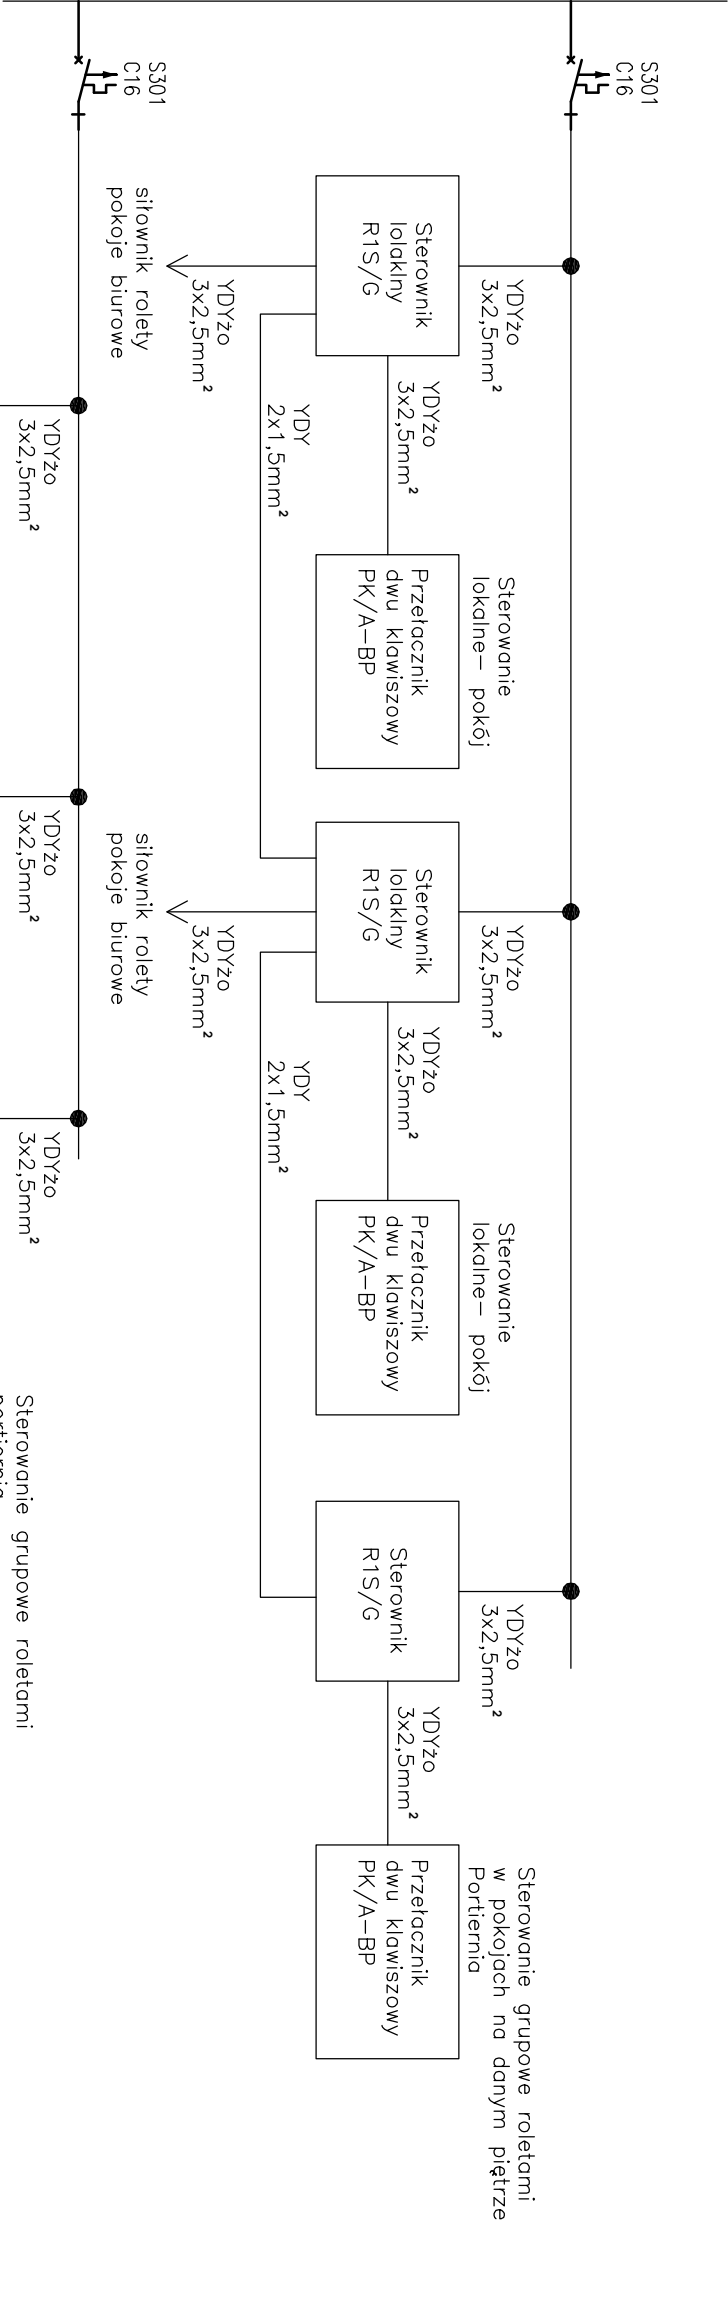 S301
C16
YDYżo
3x2,5mm²
YDYżo
3x2,5mm²
YDYżo
3x2,5mm²
Sterowanie
lokalne– pokój
Sterowanie
lokalne– pokój
Sterowanie grupowe roletami
w pokojach na danym piętrze
Portiernia
Sterownik
lolaklny
R1S/G
YDYżo
3x2,5mm²
Przełacznik
dwu klawiszowy
PK/A–BP
Sterownik
lolaklny
R1S/G
YDYżo
3x2,5mm²
Przełacznik
dwu klawiszowy
PK/A–BP
Sterownik
R1S/G
YDYżo
3x2,5mm²
Przełacznik
dwu klawiszowy
PK/A–BP
YDY
2x1,5mm²
YDY
2x1,5mm²
YDYżo
3x2,5mm²
YDYżo
3x2,5mm²
siłownik rolety
pokoje biurowe
siłownik rolety
pokoje biurowe
S301
C16
YDYżo
3x2,5mm²
YDYżo
3x2,5mm²
YDYżo
3x2,5mm²
Sterowanie grupowe roletami